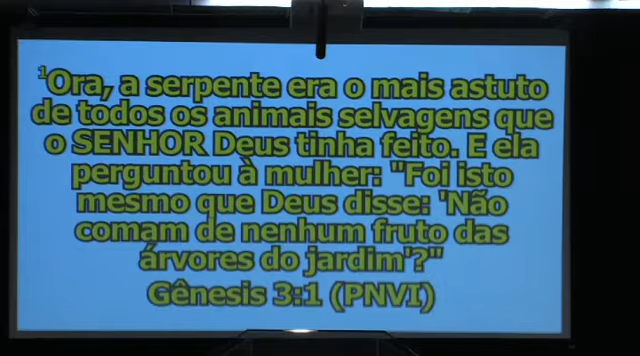 ¹Ora, a serpente era o mais astuto
de todos os animais selvagens que
o SENHOR Deus tinha feito. E ela
perguntou à mulher: "Foi isto
mesmo que Deus disse: 'Não
comam de nenhum fruto das
árvores do jardim'?"
Gênesis 3:1 (PNVI)